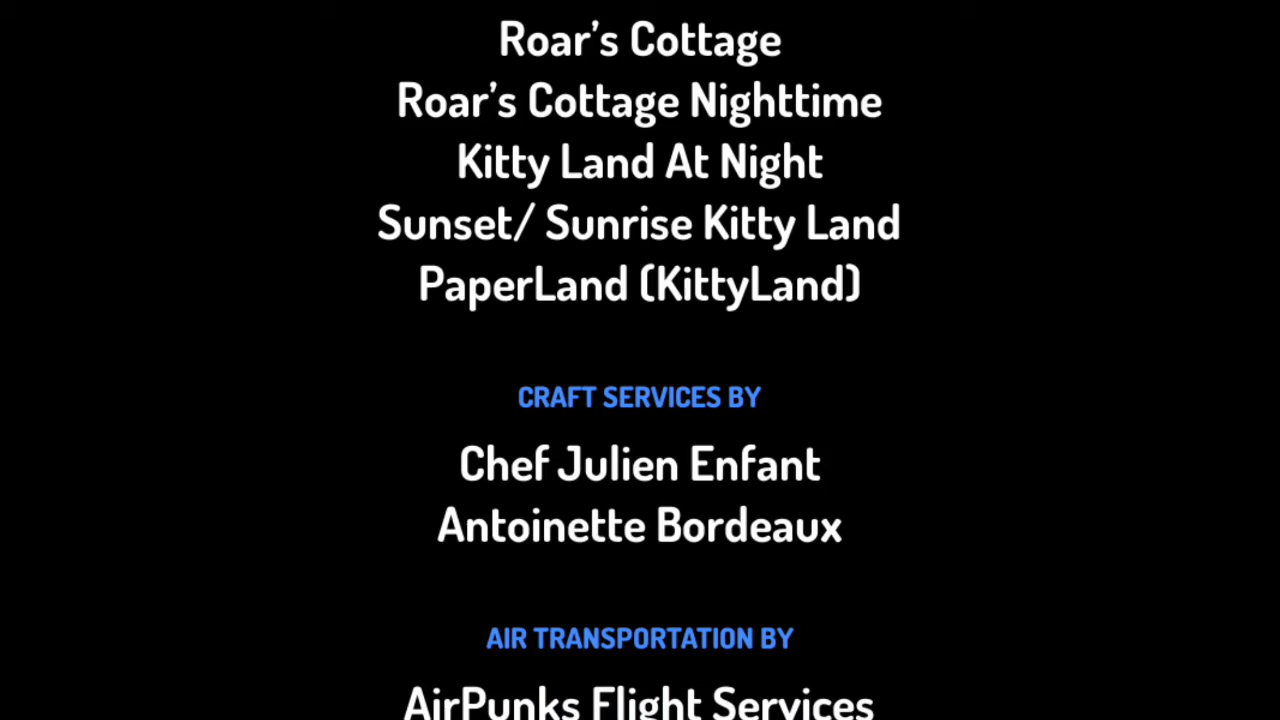 Roar’s Cottage
Roar’s Cottage Nighttime
Kitty Land At Night
Sunset/ Sunrise Kitty Land
PaperLand (KittyLand)
CRAFT SERVICES BY
Chef Julien Enfant
Antoinette Bordeaux
AIR TRANSPORTATION BY
AirPunks Flight Services